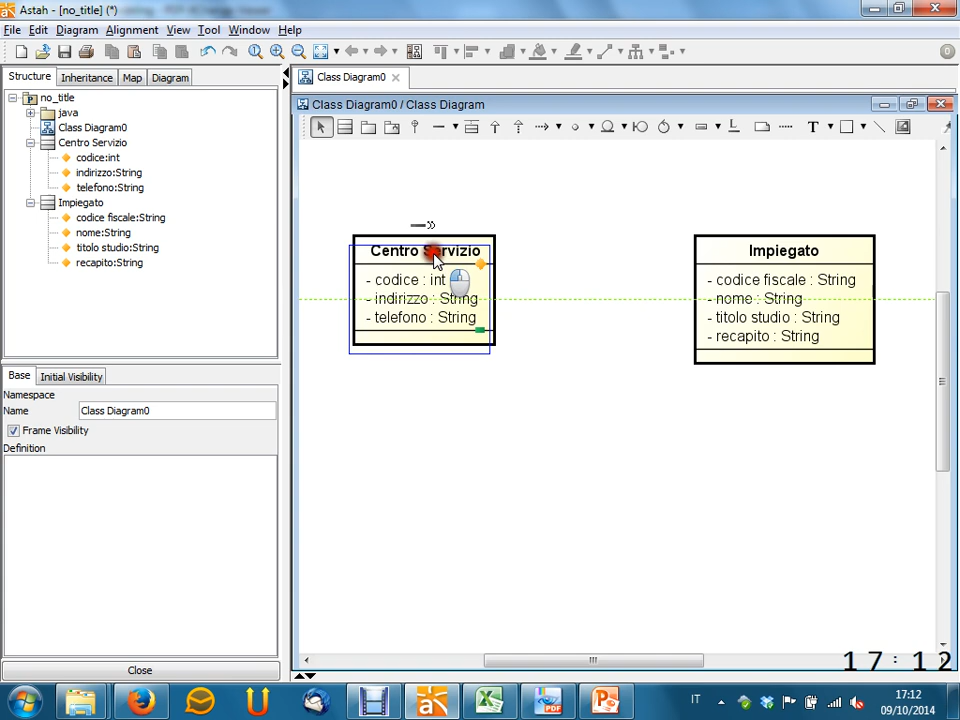 Astah - [no_title] (*)
File Edit Diagram Alignment View Tool Window Help
0
Structure Inheritance Map Diagram
no_title
java
Class Diagram0
Centro Servizio
codice:int
indirizzo:String
telefono:String
Impiegato
codice fiscale:String
nome:String
titolo studio:String
recapito:String
Base Initial Visibility
Namespace
Name Class Diagram0
Frame Visibility
Definition
Close
Class Diagram0
Class Diagram0 / Class Diagram
T
Centro Servizio
- codice : int
- indirizzo : String
- telefono : String
Impiegato
- codice fiscale : String
- nome : String
- titolo studio : String
- recapito : String
17:12
IT
17:12
09/10/2014